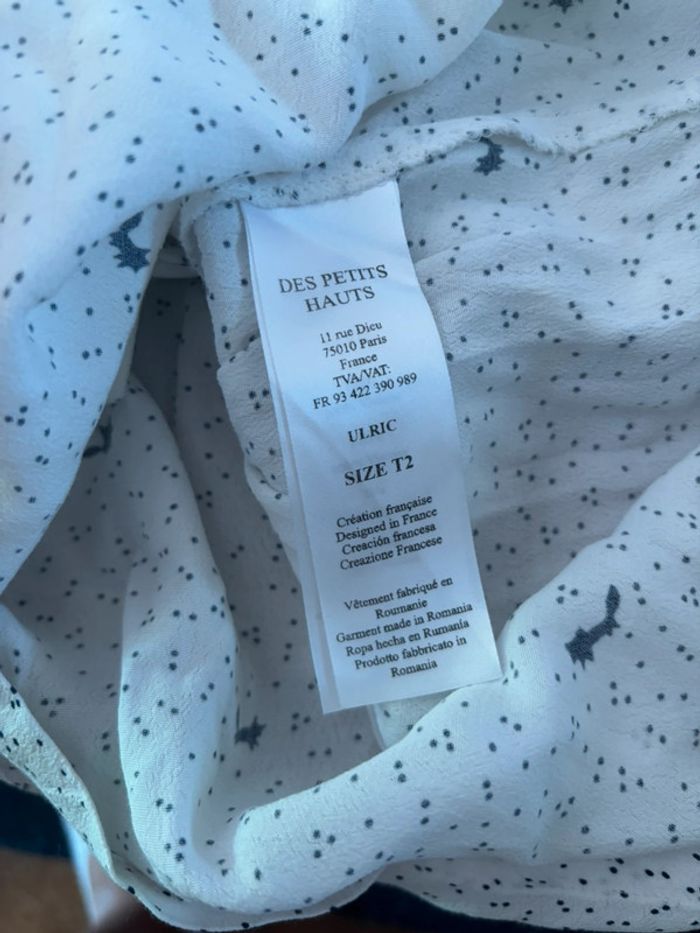 DES PETITS
HAUTS
11 rue Dieu
75010 Paris
France
TVA/VAT:
FR 93 422 390 989
ULRIC
SIZE T2
Création française
Designed in France
Creación francesa
Creazione Francese
Vêtement fabriqué en
Roumanie
Garment made in Romania
Ropa hecha en Rumanía
Prodotto fabbricato in
Romania